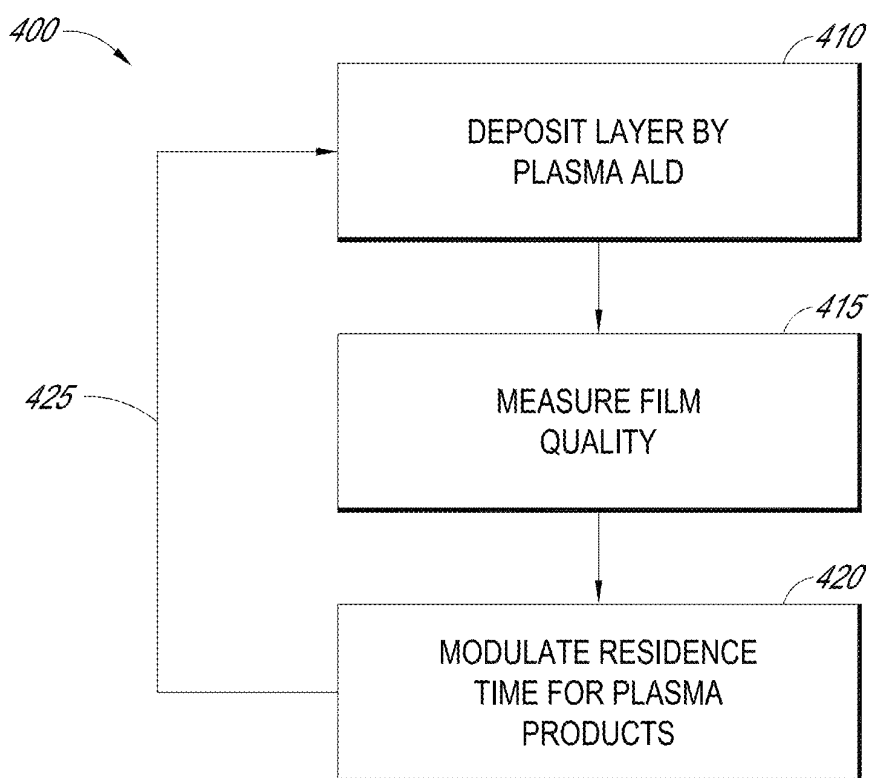 400
410
DEPOSIT LAYER BY
PLASMA ALD
415
MEASURE FILM
QUALITY
425
420
MODULATE RESIDENCE
TIME FOR PLASMA
PRODUCTS